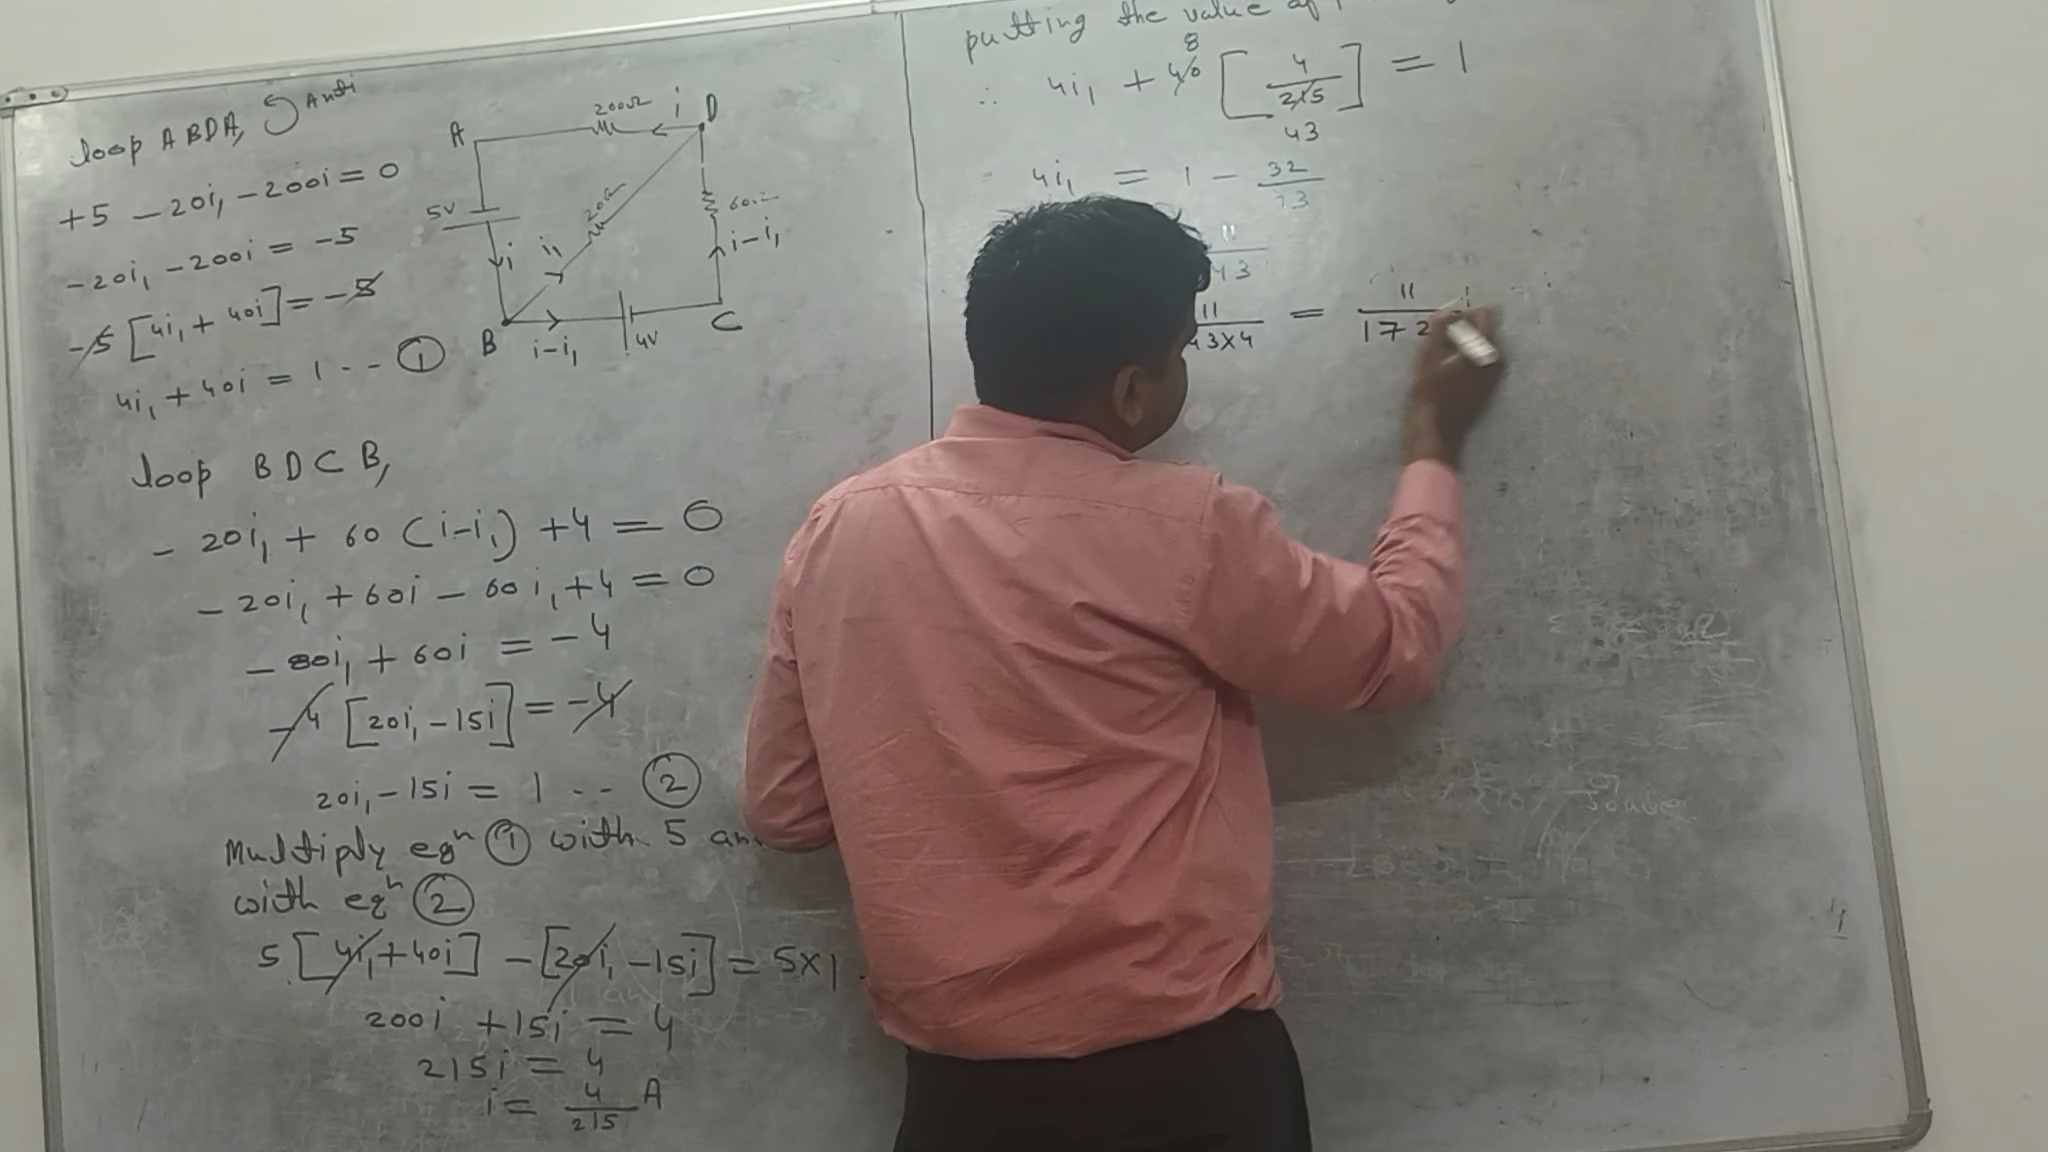 loop ABDA, Anti
+5 - 20i₁ - 200i = 0
-20i₁ - 200i = -5
-5 [4i₁ + 40i] = -5
4i₁ + 40i = 1 -- ①
A
200Ω
i
D
5V
i
i₁
20Ω
60Ω
i-i₁
B
i-i₁
4V
C
loop BDCB,
- 20i₁ + 60 (i-i₁) + 4 = 0
- 20i₁ + 60i - 60i₁ + 4 = 0
- 80i₁ + 60i = - 4
-4 [20i₁ - 15i] = -4
20i₁ - 15i = 1 -- ②
Multiply eqⁿ ① with 5
with eqⁿ ②
5 [4i₁ + 40i] - [20i₁ - 15i] = 5×1
200i + 15i = 4
215i = 4
i = 4/215 A
putting the value of
∴ 4i₁ + 40 8 [4/215 43] = 1
4i₁ = 1 - 32/43
11/43
11/43×4 = 11/172